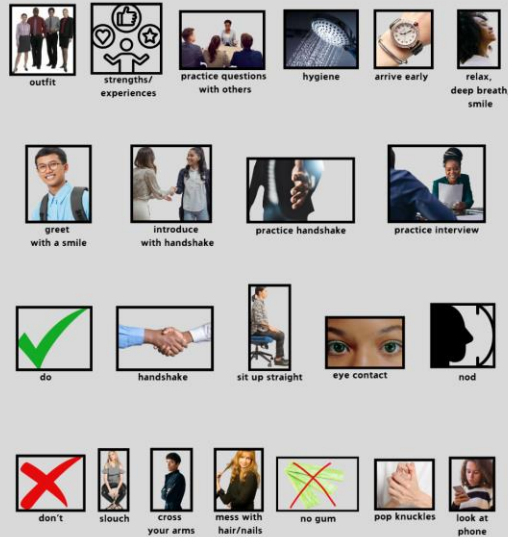 outfit
strengths/
experiences
practice questions
with others
hygiene
arrive early
relax,
deep breath,
smile
greet
with a smile
introduce
with handshake
practice handshake
practice interview
do
handshake
sit up straight
eye contact
nod
don't
slouch
cross
your arms
mess with
hair/nails
no gum
pop knuckles
look at
phone